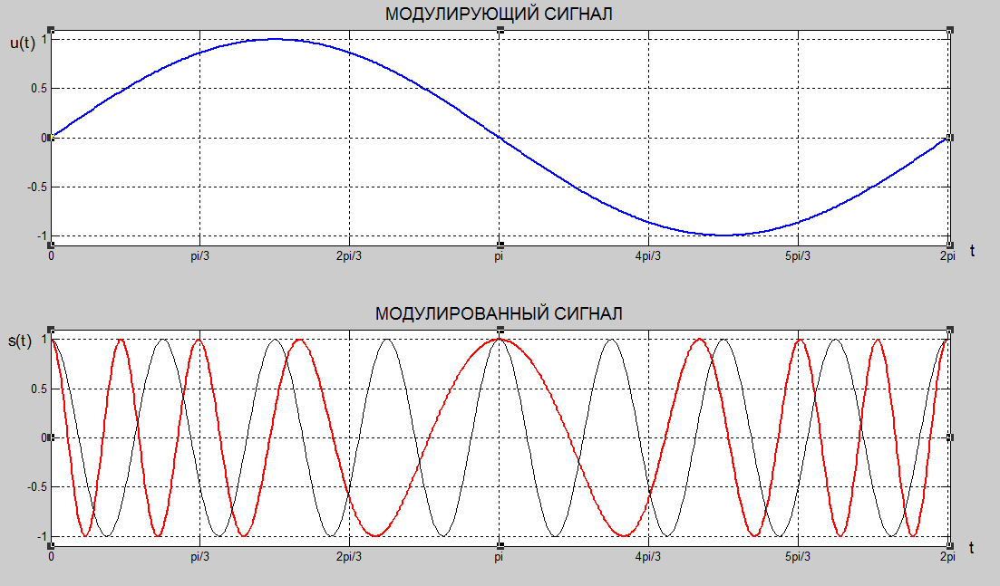 МОДУЛИРУЮЩИЙ СИГНАЛ
u(t)
1
0.5
0
-0.5
-1
0 pi/3 2pi/3 pi 4pi/3 5pi/3 2pi
t
МОДУЛИРОВАННЫЙ СИГНАЛ
s(t)
1
0.5
0
-0.5
-1
0 pi/3 2pi/3 pi 4pi/3 5pi/3 2pi
t